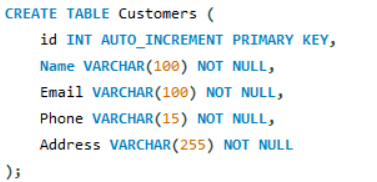 CREATE TABLE Customers (
    id INT AUTO_INCREMENT PRIMARY KEY,
    Name VARCHAR(100) NOT NULL,
    Email VARCHAR(100) NOT NULL,
    Phone VARCHAR(15) NOT NULL,
    Address VARCHAR(255) NOT NULL
);